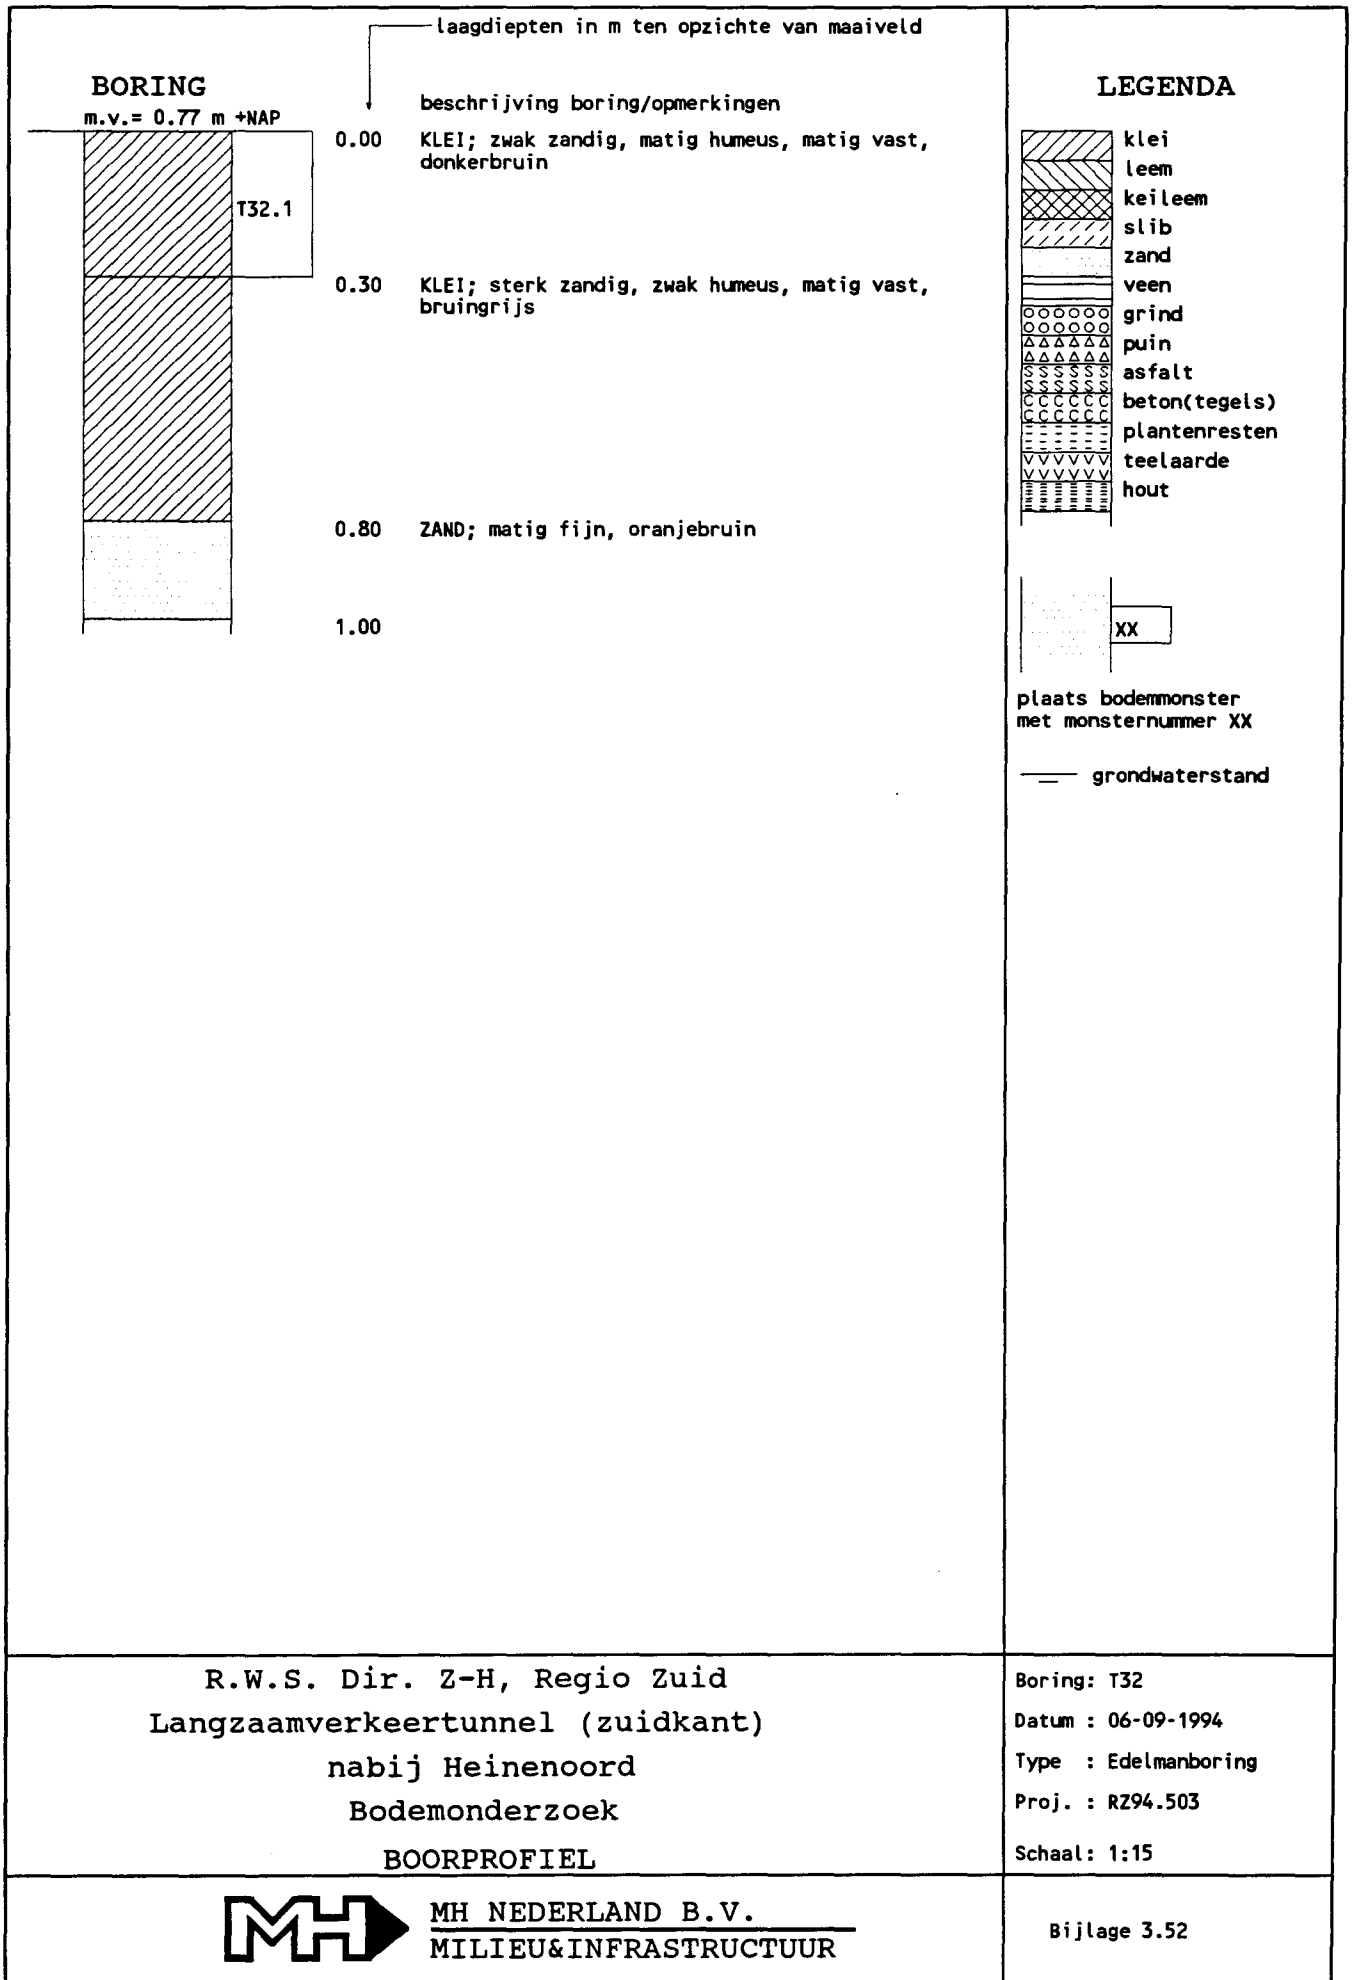 laagdiepten in m ten opzichte van maaiveld
BORING
m.v.= 0.77 m +NAP
beschrijving boring/opmerkingen
0.00 KLEI; zwak zandig, matig humeus, matig vast,
donkerbruin
T32.1
0.30 KLEI; sterk zandig, zwak humeus, matig vast,
bruingrijs
0.80 ZAND; matig fijn, oranjebruin
1.00
LEGENDA
klei
leem
keileem
slib
zand
veen
grind
puin
asfalt
beton(tegels)
plantenresten
teelaarde
hout
XX
plaats bodemmonster
met monsternummer XX
grondwaterstand
R.W.S. Dir. Z-H, Regio Zuid
Langzaamverkeertunnel (zuidkant)
nabij Heinenoord
Bodemonderzoek
BOORPROFIEL
Boring: T32
Datum : 06-09-1994
Type : Edelmanboring
Proj. : RZ94.503
Schaal: 1:15
MH
MH NEDERLAND B.V.
MILIEU&INFRASTRUCTUUR
Bijlage 3.52